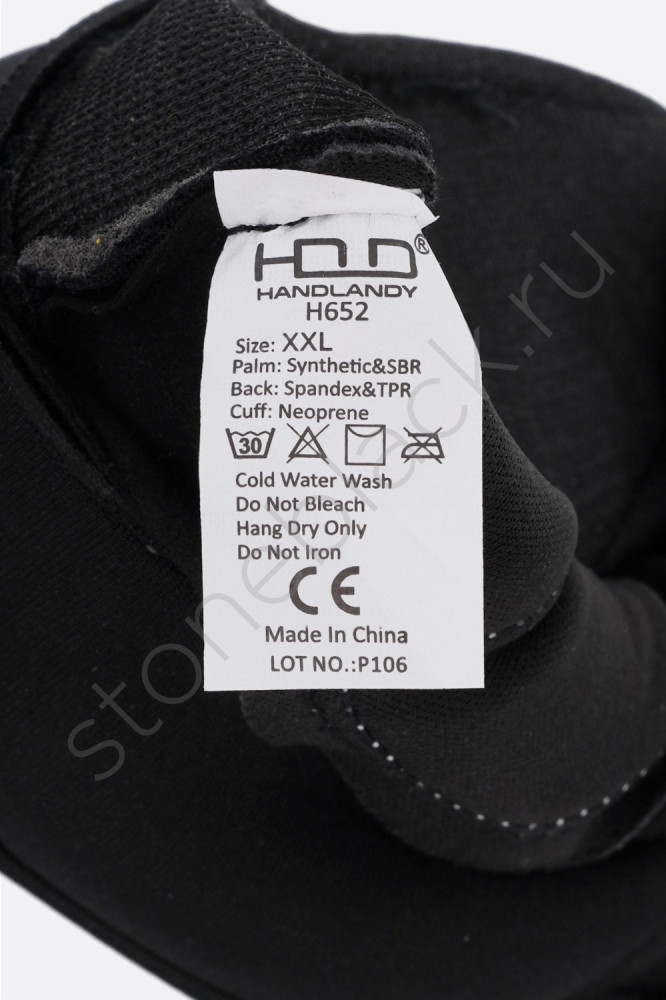 HDD®
HANDLANDY
H652
Size: XXL
Palm: Synthetic&SBR
Back: Spandex&TPR
Cuff: Neoprene
30
Cold Water Wash
Do Not Bleach
Hang Dry Only
Do Not Iron
CE
Made In China
LOT NO.:P106
stoneblack.ru